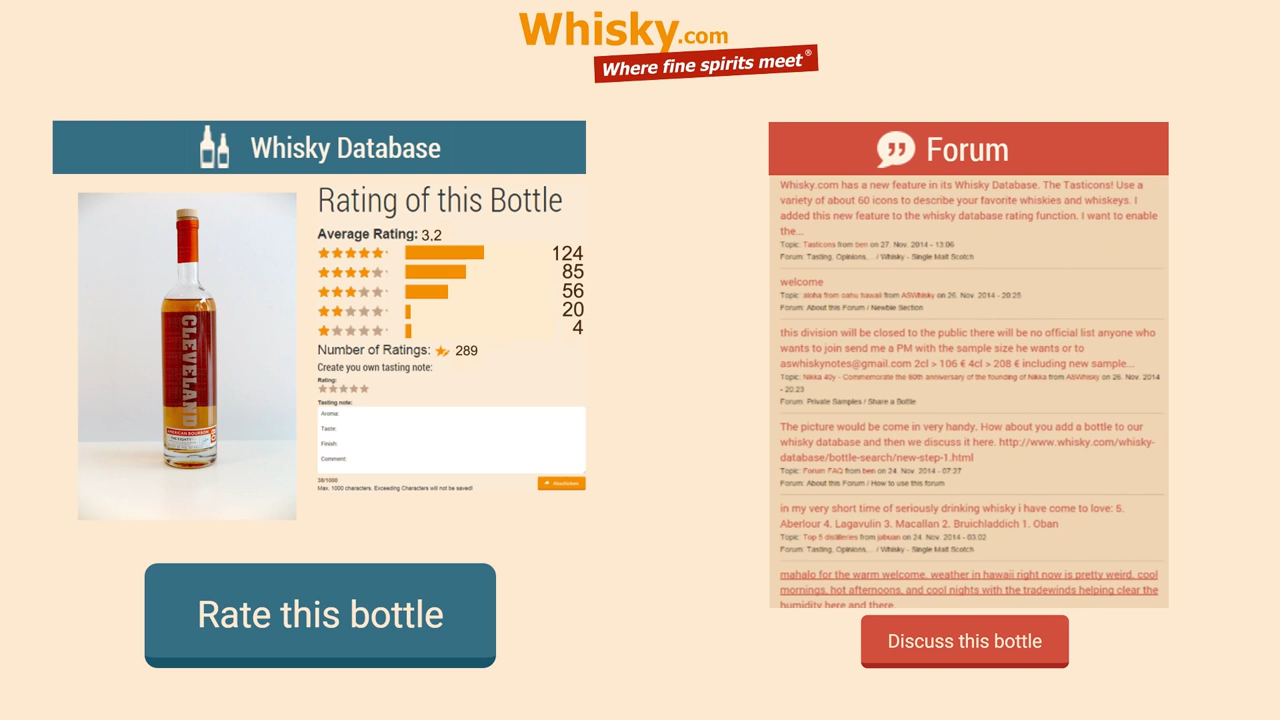 Whisky.com
Where fine spirits meet®
Whisky Database
CLEVELAND
AMERICAN BOURBON
Rating of this Bottle
Average Rating: 3,2
124
85
56
20
4
Number of Ratings: 289
Create you own tasting note:
Rating:
Tasting note:
Aroma:
Taste:
Finish:
Comment:
38/1000
Max. 1000 characters. Exceeding Characters will not be saved!
Abschicken
Rate this bottle
Forum
Whisky.com has a new feature in its Whisky Database. The Tasticons! Use a
variety of about 60 icons to describe your favorite whiskies and whiskeys. I
added this new feature to the whisky database rating function. I want to enable
the...
Topic: Tasticons from ben on 27. Nov. 2014 - 13:06
Forum: Tasting, Opinions,... / Whisky - Single Malt Scotch
welcome
Topic: aloha from oahu hawaii from ASWhisky on 26. Nov. 2014 - 20:25
Forum: About this Forum / Newbie Section
this division will be closed to the public there will be no official list anyone who
wants to join send me a PM with the sample size he wants or to
aswhiskynotes@gmail.com 2cl > 106 € 4cl > 208 € including new sample...
Topic: Nikka 40y - Commemorate the 80th anniversary of the founding of Nikka from ASWhisky on 26. Nov. 2014
- 20:23
Forum: Private Samples / Share a Bottle
The picture would be come in very handy. How about you add a bottle to our
whisky database and then we discuss it here. http://www.whisky.com/whisky-
database/bottle-search/new-step-1.html
Topic: Forum FAQ from ben on 24. Nov. 2014 - 07:27
Forum: About this Forum / How to use this forum
in my very short time of seriously drinking whisky i have come to love: 5.
Aberlour 4. Lagavulin 3. Macallan 2. Bruichladdich 1. Oban
Topic: Top 5 distilleries from jabuan on 24. Nov. 2014 - 03:02
Forum: Tasting, Opinions,... / Whisky - Single Malt Scotch
mahalo for the warm welcome. weather in hawaii right now is pretty weird. cool
mornings, hot afternoons, and cool nights with the tradewinds helping clear the
humidity here and there.
Discuss this bottle